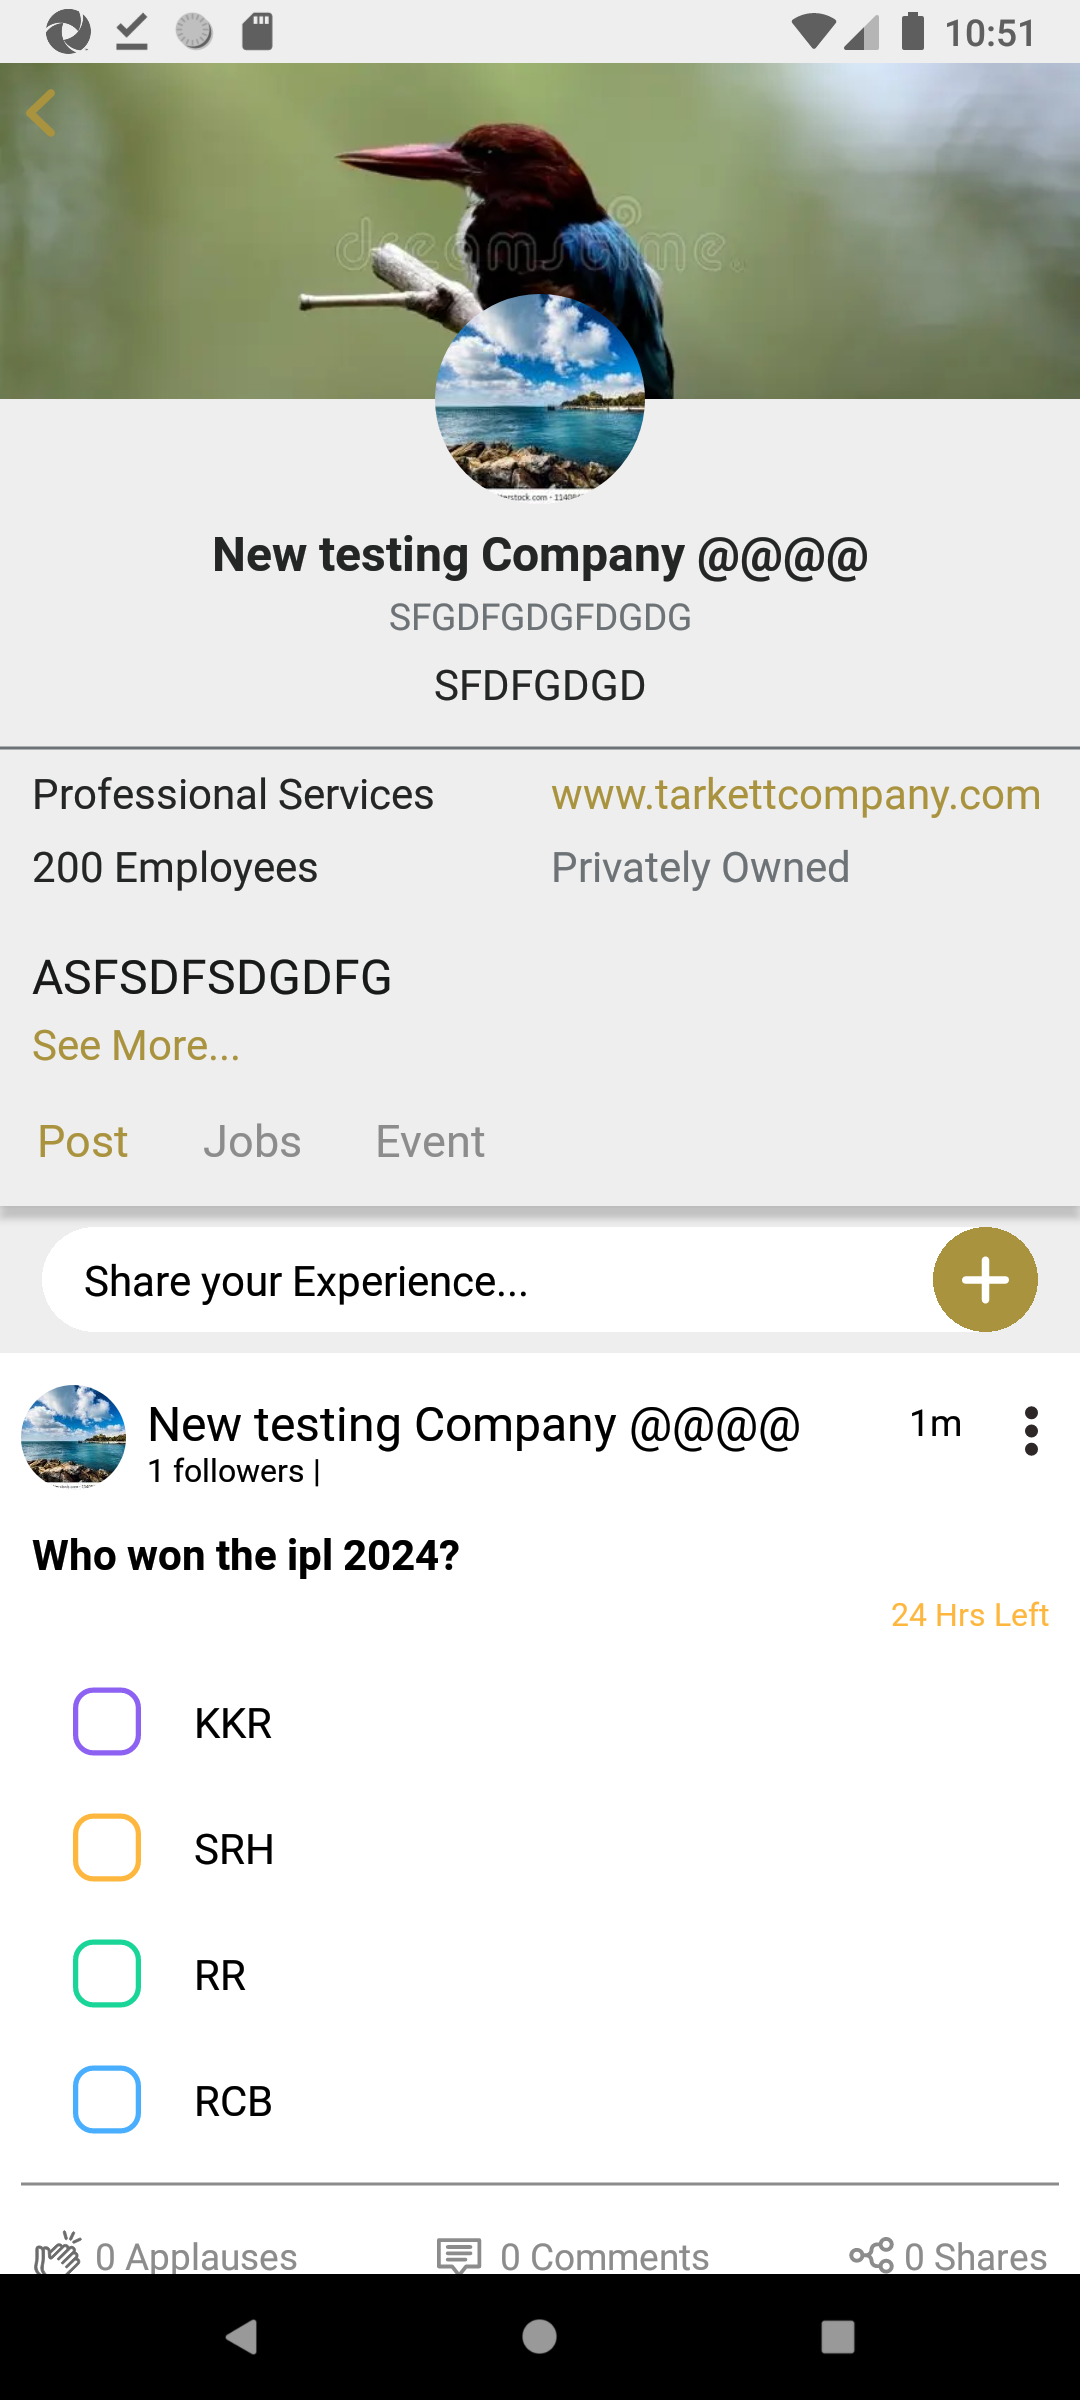 10:51
dreamstime.
New testing Company @@@@
SFGDFGDGFDGDG
SFDFGDGD
Professional Services
www.tarkettcompany.com
200 Employees
Privately Owned
ASFSDFSDGDFG
See More...
Post Jobs Event
Share your Experience...
New testing Company @@@@ 1m
1 followers |
Who won the ipl 2024?
24 Hrs Left
KKR
SRH
RR
RCB
0 Applauses 0 Comments 0 Shares